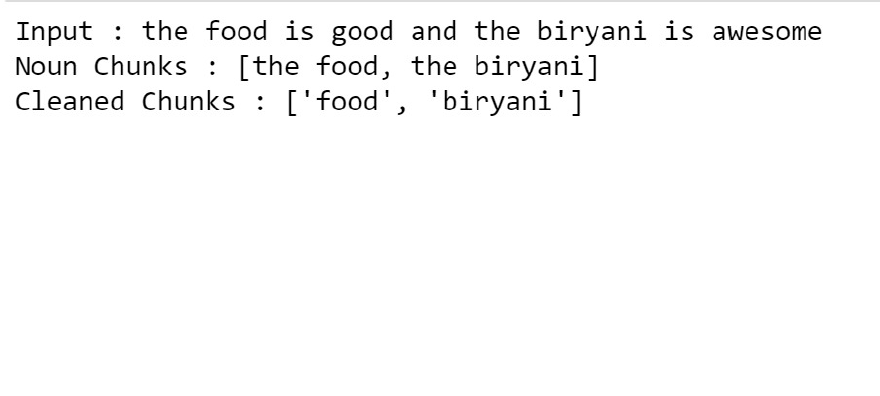 Input : the food is good and the biryani is awesome
Noun Chunks : [the food, the biryani]
Cleaned Chunks : ['food', 'biryani']